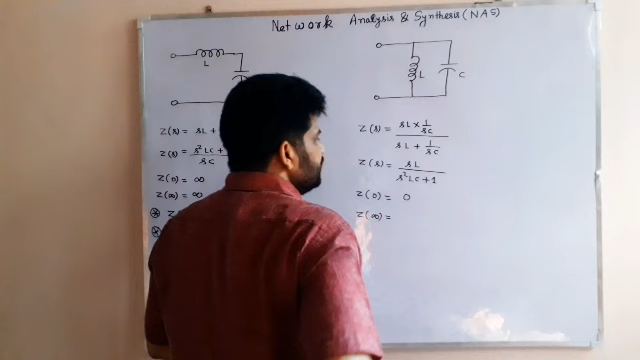 Network Analysis & Synthesis (NAS)
L
L C
Z(s) = sL +
Z(s) = s²LC +
sC
Z(0) = ∞
Z(∞) = ∞
⊛ Z
⊛
Z(s) = sL × 1/sC
sL + 1/sC
Z(s) = sL
s²LC + 1
Z(0) = 0
Z(∞) =